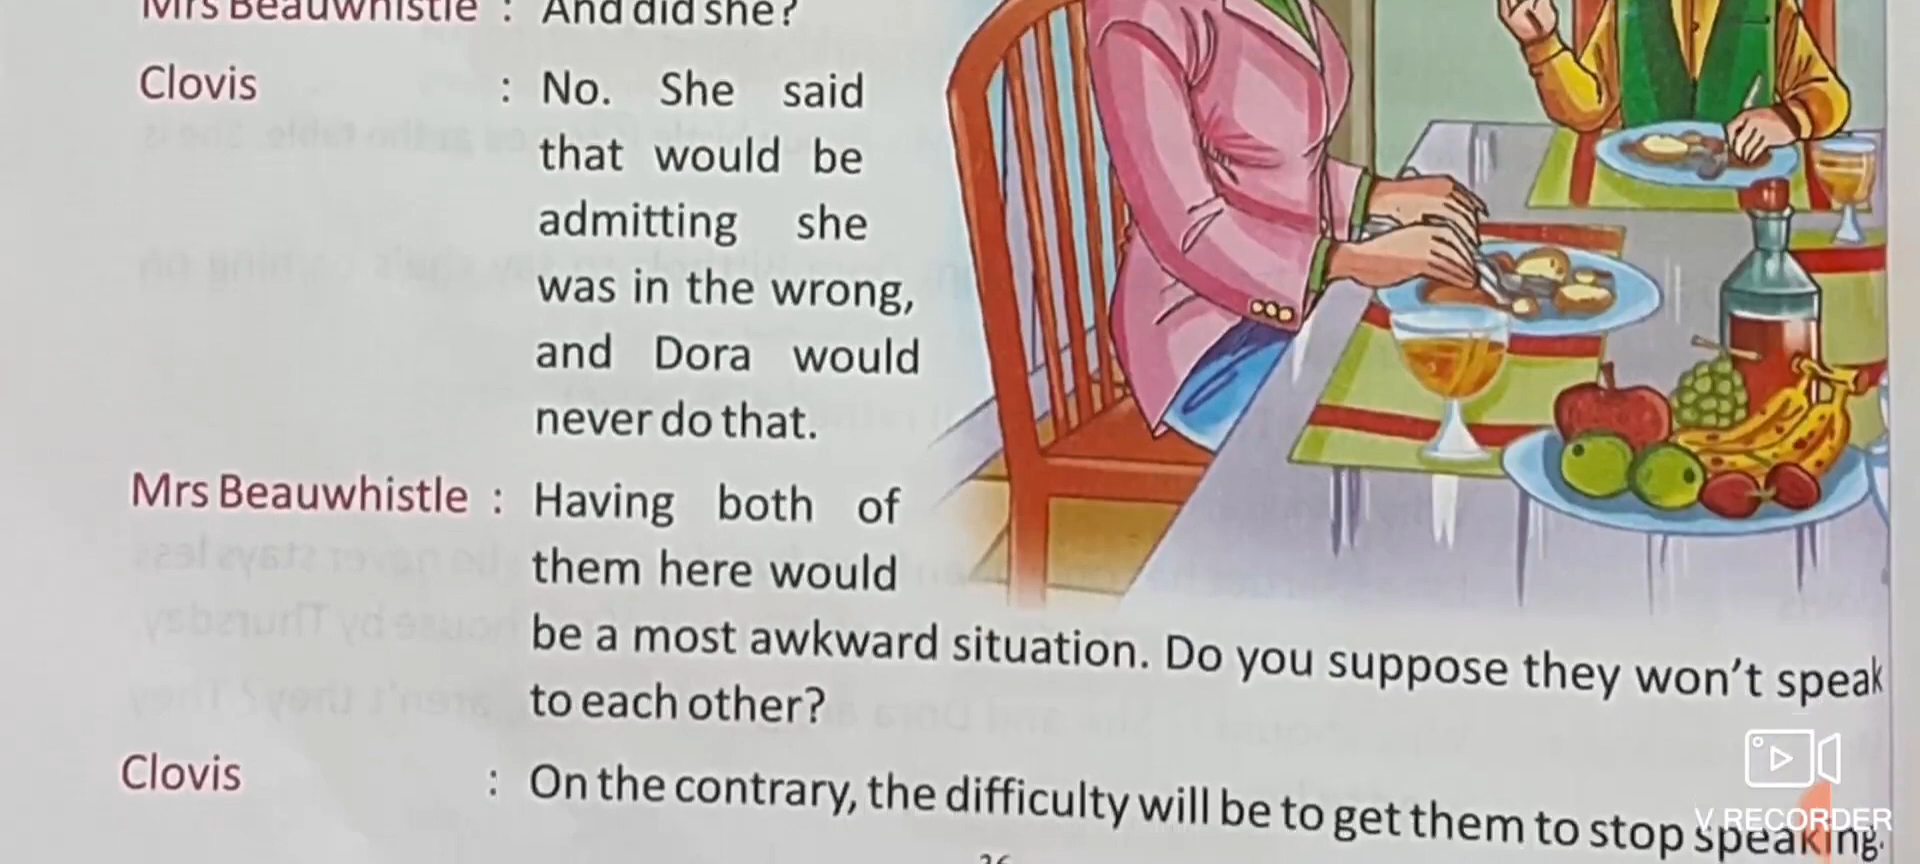 Mrs Beauwhistle : And did she?
Clovis : No. She said
that would be
admitting she
was in the wrong,
and Dora would
never do that.
Mrs Beauwhistle : Having both of
them here would
be a most awkward situation. Do you suppose they won't speak
to each other?
Clovis : On the contrary, the difficulty will be to get them to stop speaking.
V RECORDER